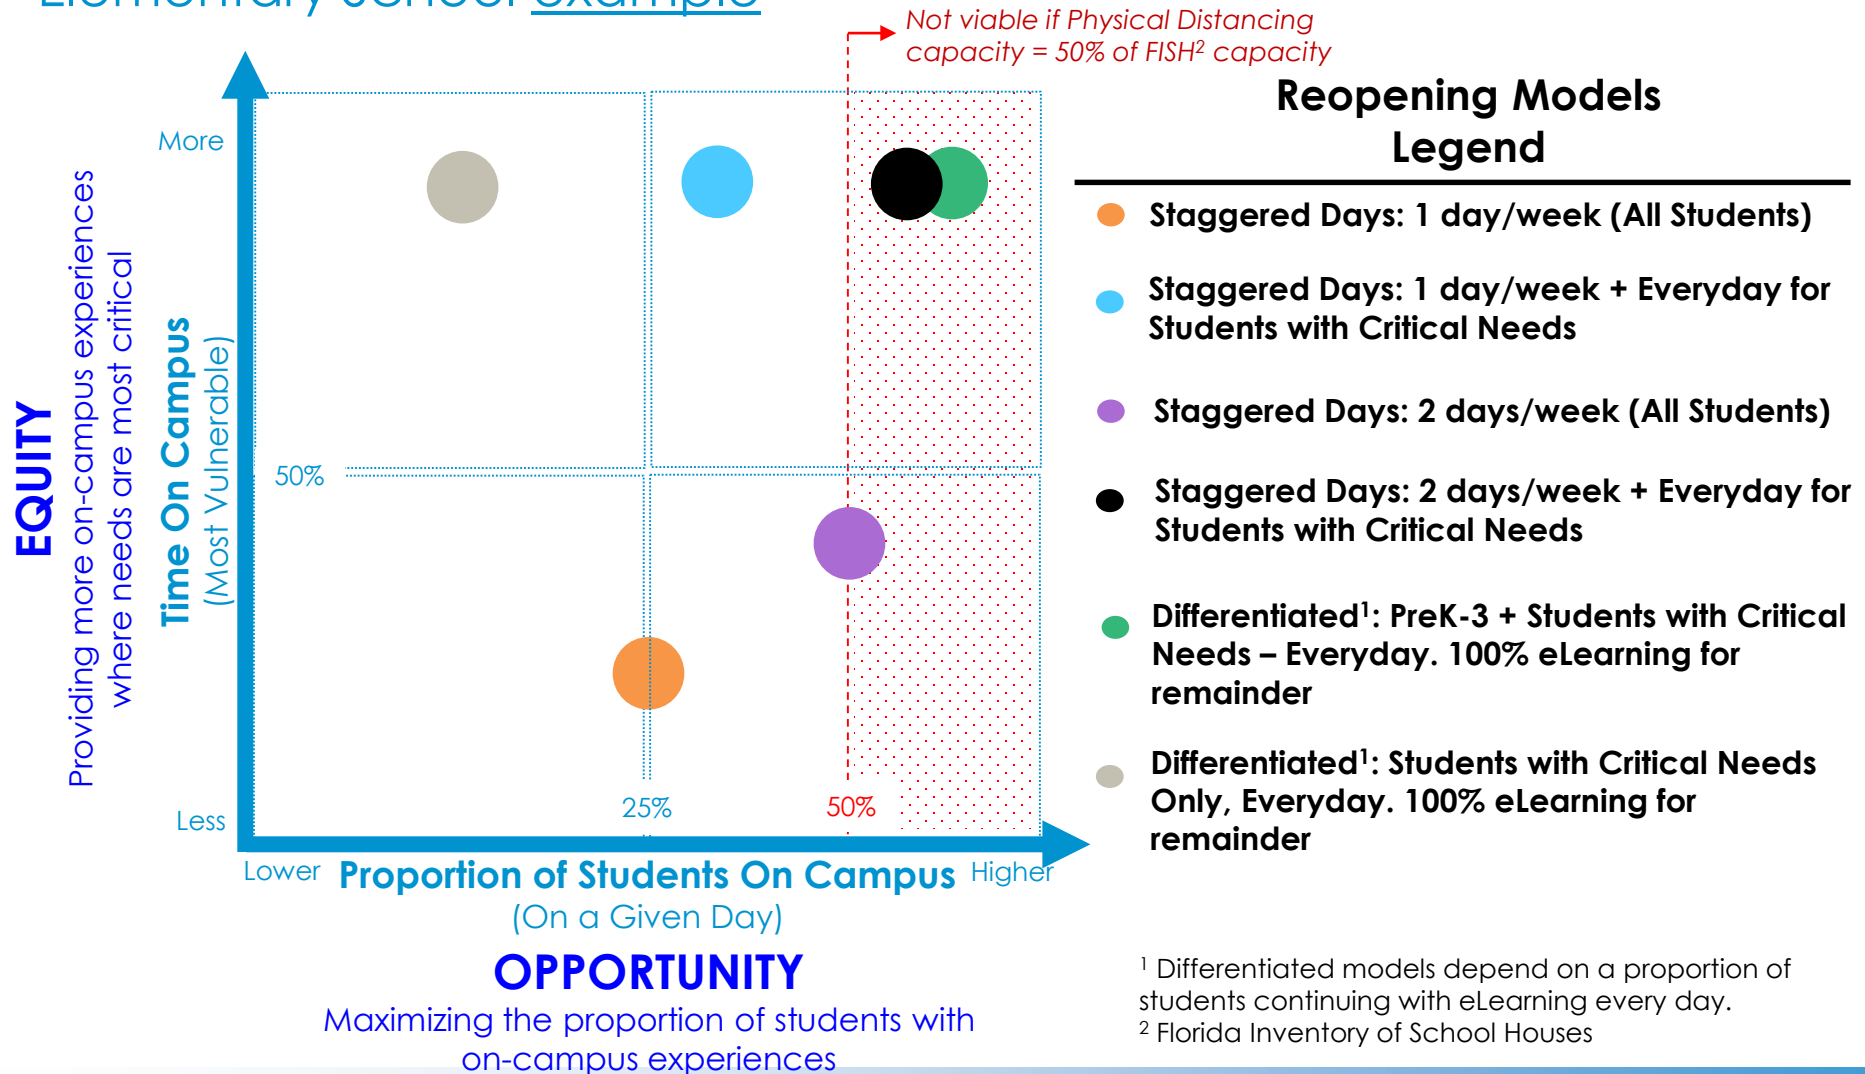 Elementary School example
Not viable if Physical Distancing
capacity = 50% of FISH² capacity
More
50%
Less
25%
50%
EQUITY
Providing more on-campus experiences
where needs are most critical
Time On Campus
(Most Vulnerable)
Lower Proportion of Students On Campus Higher
(On a Given Day)
OPPORTUNITY
Maximizing the proportion of students with
on-campus experiences
Reopening Models
Legend
Staggered Days: 1 day/week (All Students)
Staggered Days: 1 day/week + Everyday for
Students with Critical Needs
Staggered Days: 2 days/week (All Students)
Staggered Days: 2 days/week + Everyday for
Students with Critical Needs
Differentiated¹: PreK-3 + Students with Critical
Needs – Everyday. 100% eLearning for
remainder
Differentiated¹: Students with Critical Needs
Only, Everyday. 100% eLearning for
remainder
¹ Differentiated models depend on a proportion of
students continuing with eLearning every day.
² Florida Inventory of School Houses